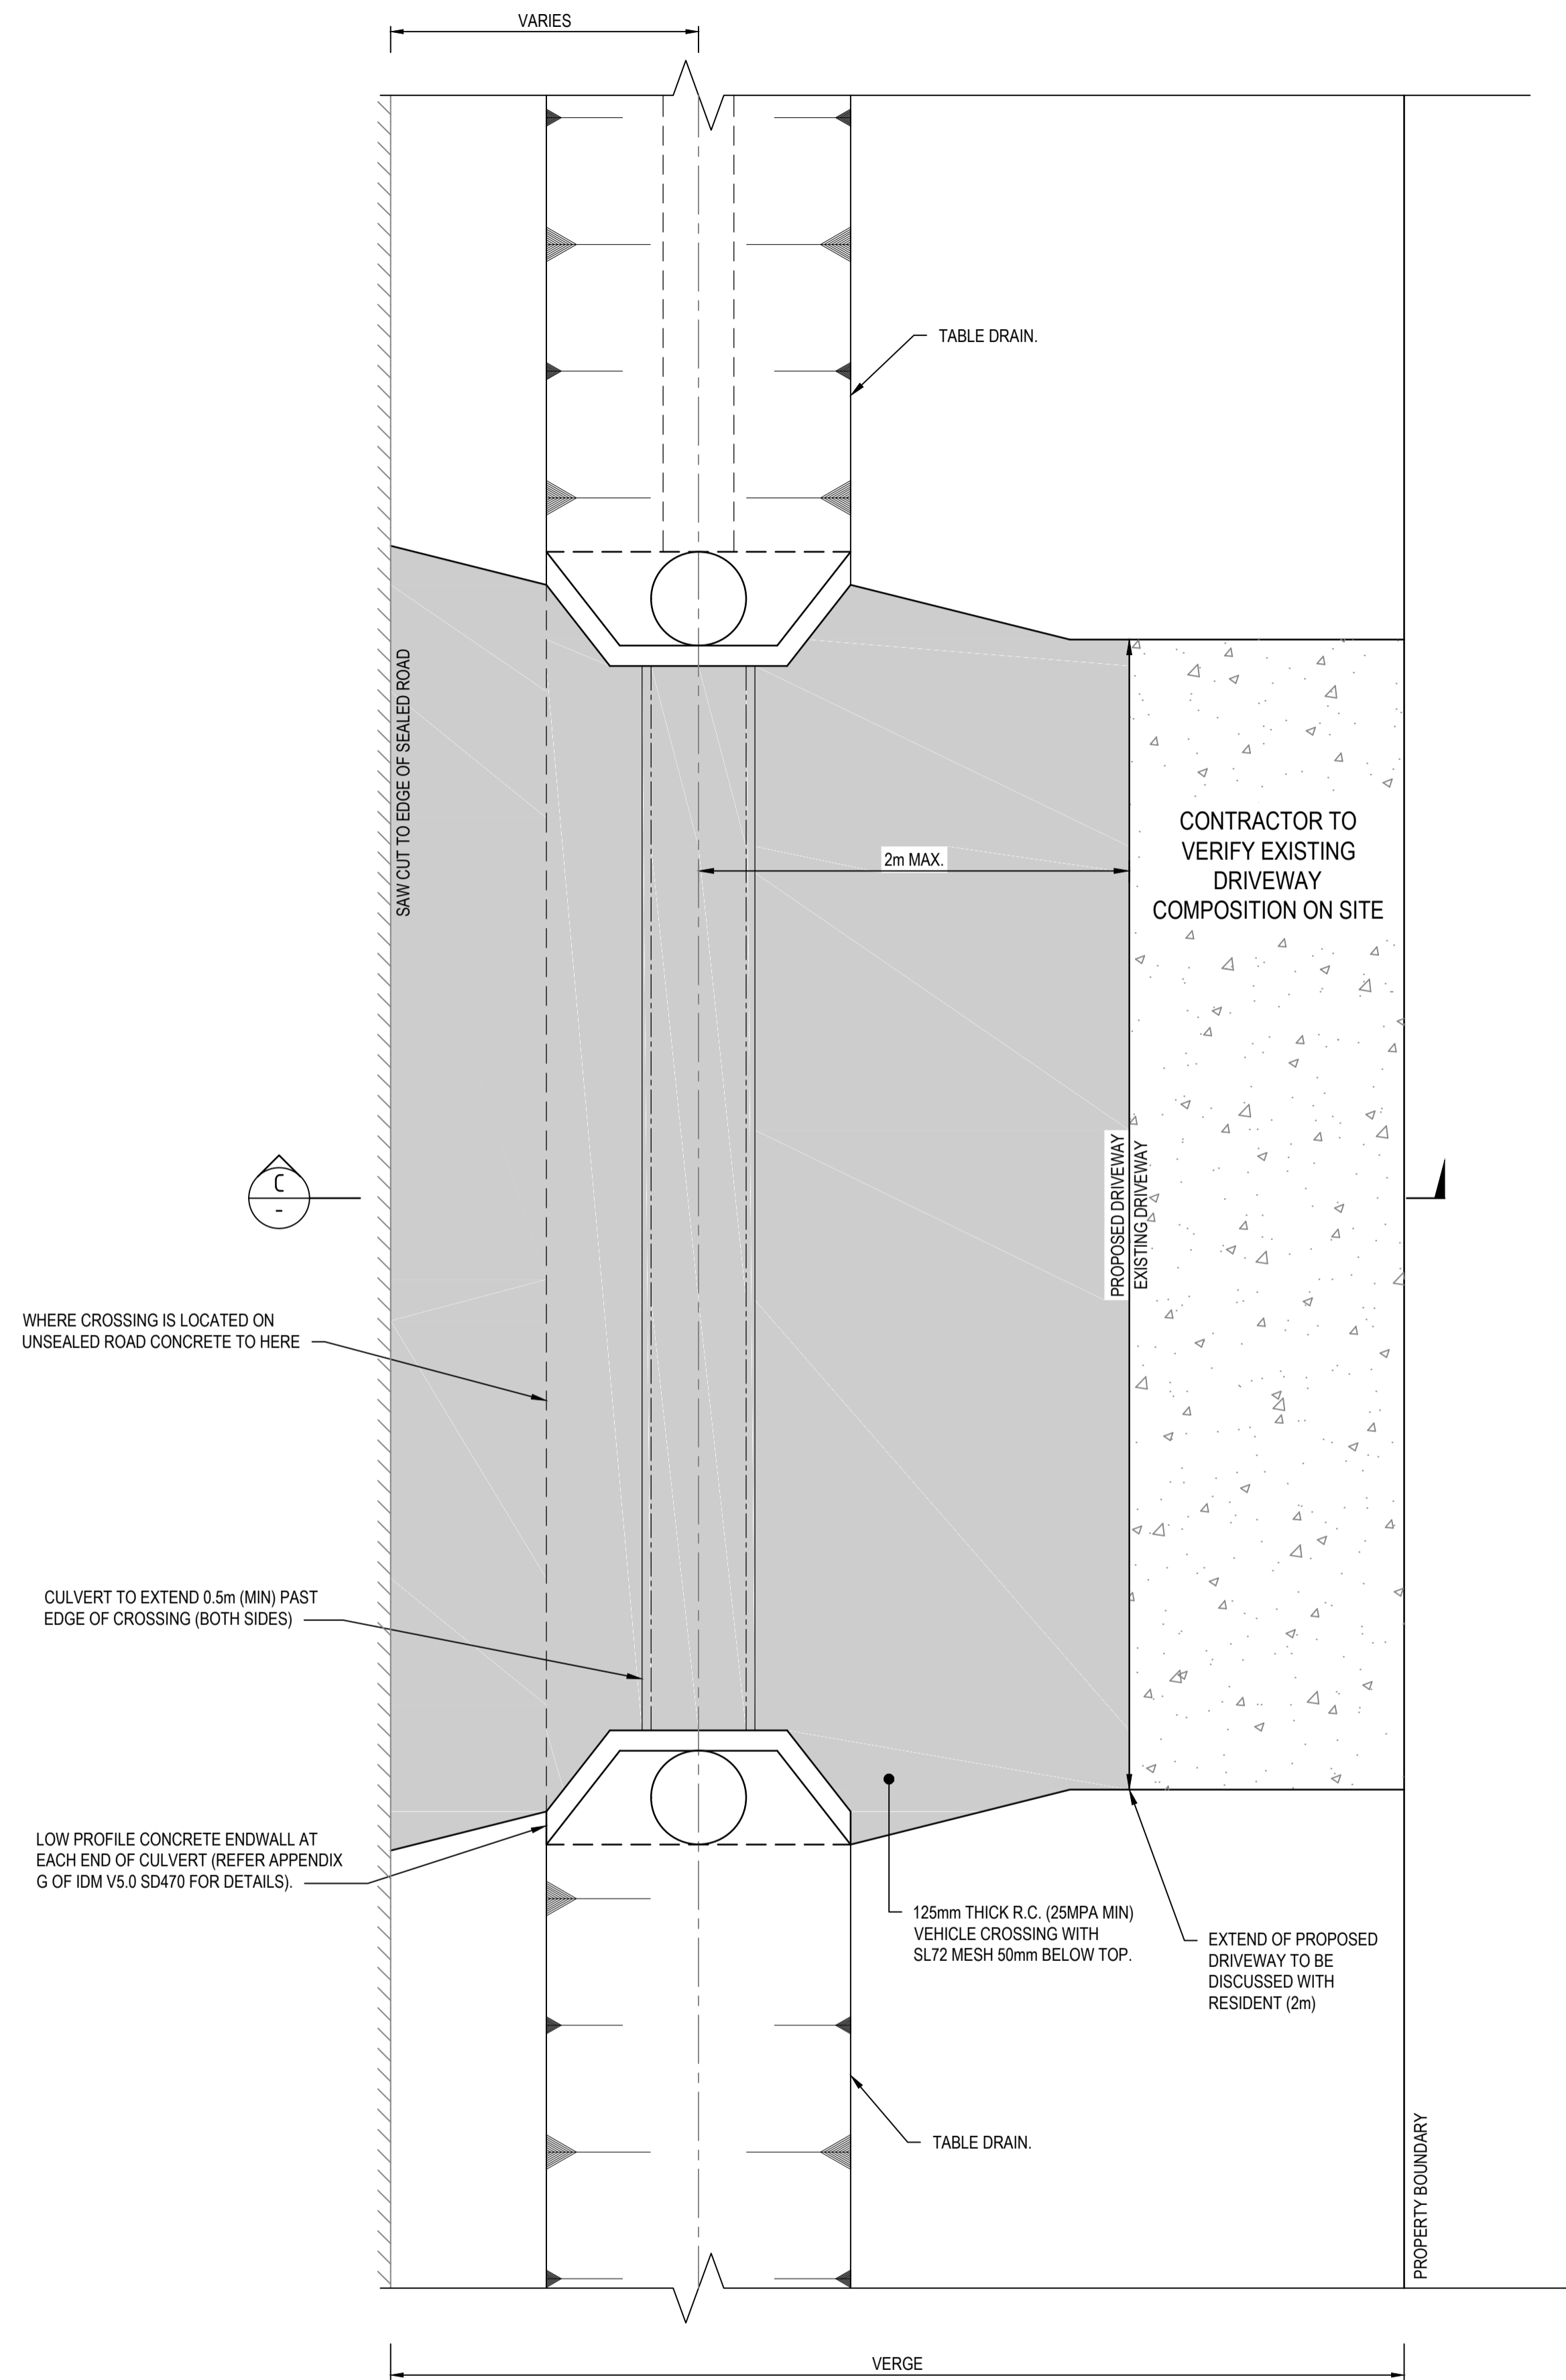 VARIES
TABLE DRAIN.
SAW CUT TO EDGE OF SEALED ROAD
CONTRACTOR TO
VERIFY EXISTING
DRIVEWAY
COMPOSITION ON SITE
2m MAX.
PROPOSED DRIVEWAY
EXISTING DRIVEWAY
C
-
WHERE CROSSING IS LOCATED ON
UNSEALED ROAD CONCRETE TO HERE
CULVERT TO EXTEND 0.5m (MIN) PAST
EDGE OF CROSSING (BOTH SIDES)
LOW PROFILE CONCRETE ENDWALL AT
EACH END OF CULVERT (REFER APPENDIX
G OF IDM V5.0 SD470 FOR DETAILS).
125mm THICK R.C. (25MPA MIN)
VEHICLE CROSSING WITH
SL72 MESH 50mm BELOW TOP.
EXTEND OF PROPOSED
DRIVEWAY TO BE
DISCUSSED WITH
RESIDENT (2m)
TABLE DRAIN.
PROPERTY BOUNDARY
VERGE